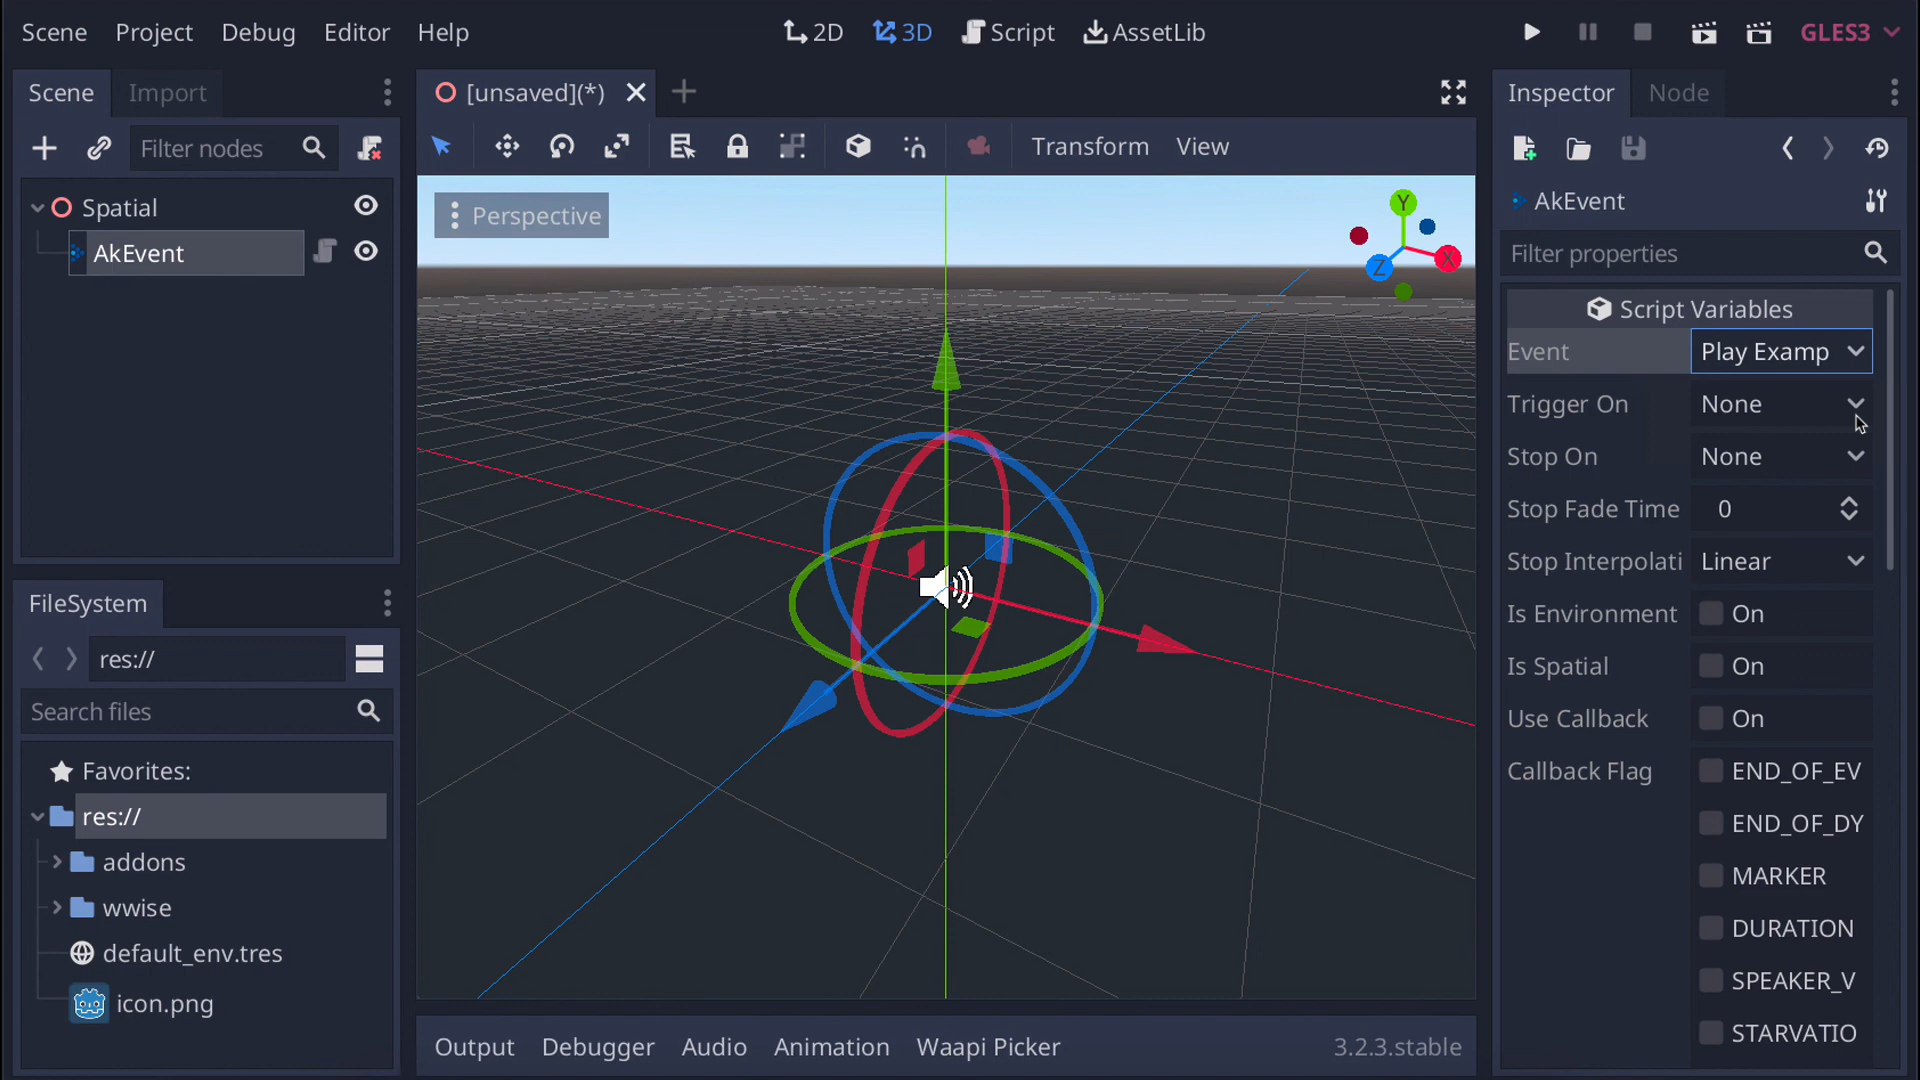 Scene Project Debug Editor Help 2D 3D Script AssetLib GLES3
Scene Import
[unsaved](*)
Inspector Node
Filter nodes
Transform View
Spatial
AkEvent
Perspective
Y
X
Z
AkEvent
Filter properties
Script Variables
Event Play Examp
Trigger On None
Stop On None
Stop Fade Time 0
Stop Interpolati Linear
Is Environment On
Is Spatial On
Use Callback On
Callback Flag END_OF_EV
END_OF_DY
MARKER
DURATION
SPEAKER_V
STARVATIO
FileSystem
res://
Search files
Favorites:
res://
addons
wwise
default_env.tres
icon.png
Output Debugger Audio Animation Waapi Picker 3.2.3.stable